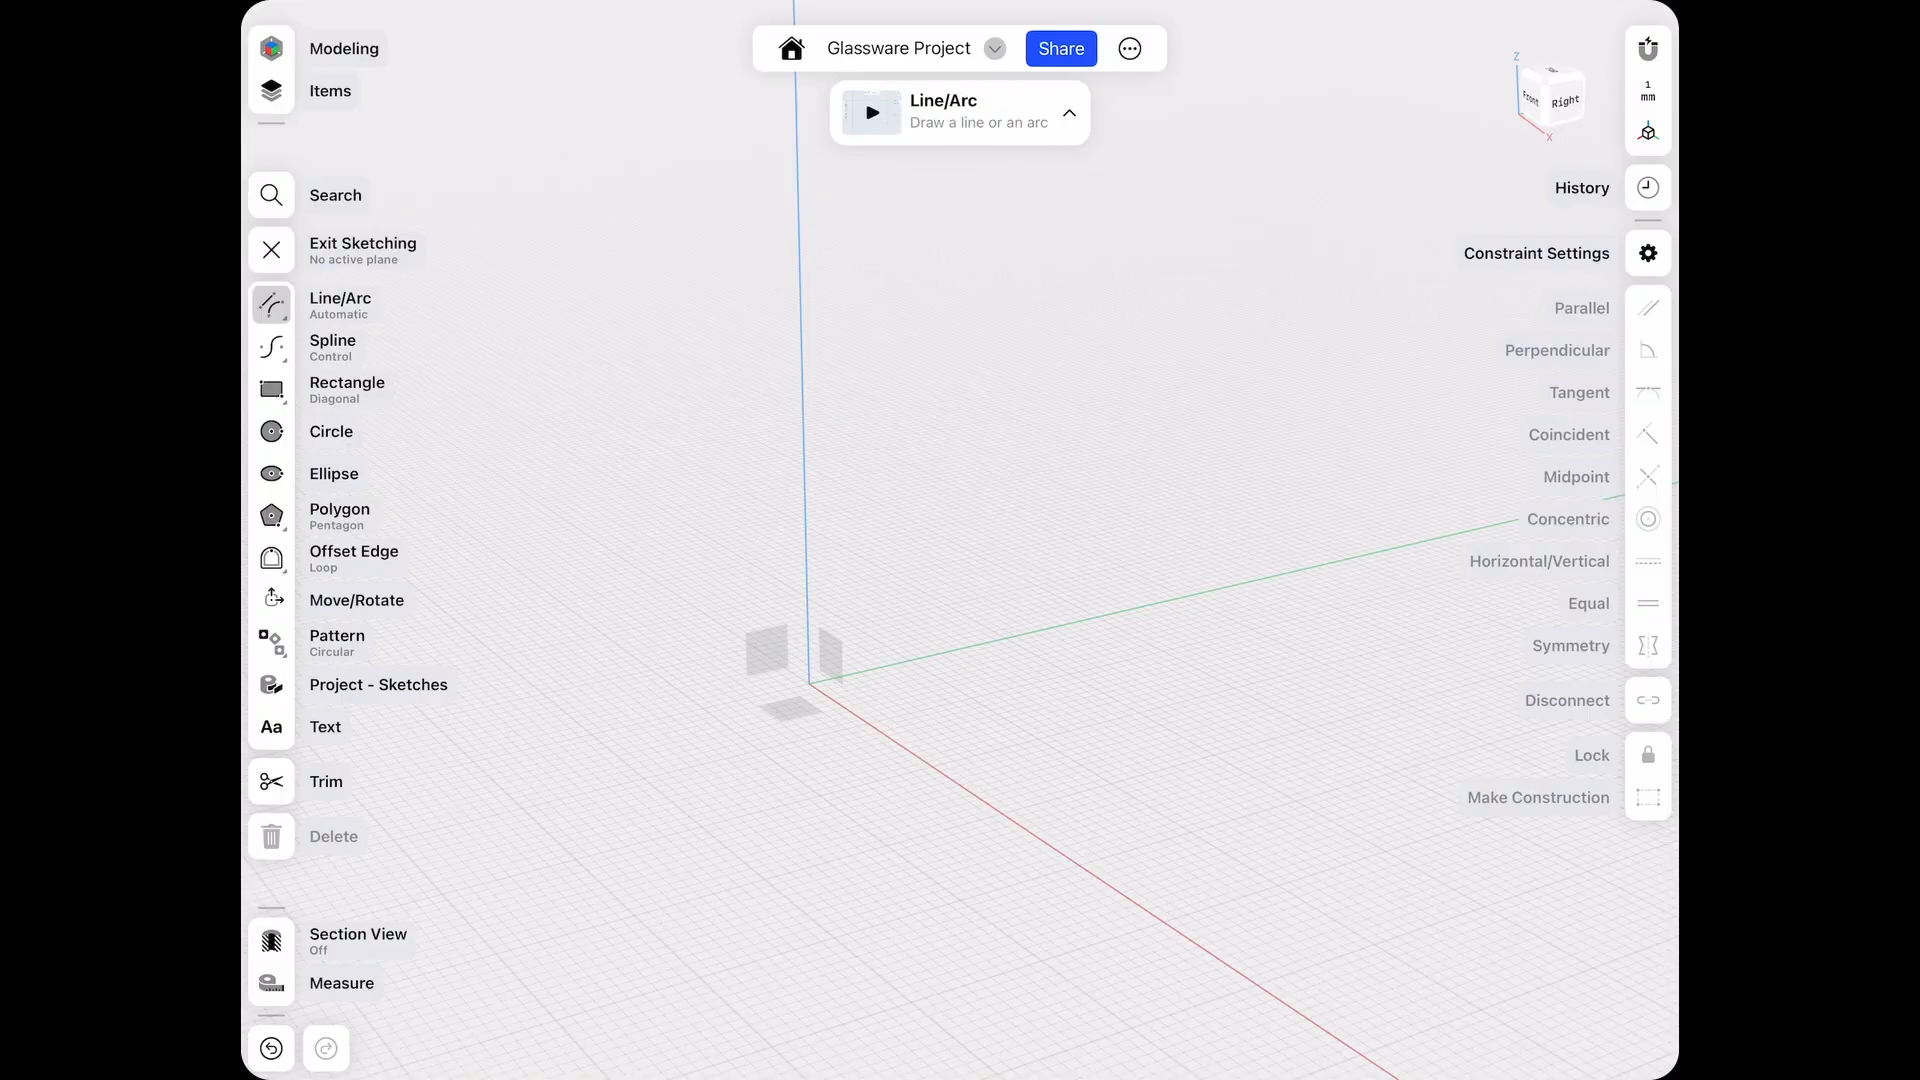 Modeling
Items
Search
Exit Sketching
No active plane
Line/Arc
Automatic
Spline
Control
Rectangle
Diagonal
Circle
Ellipse
Polygon
Pentagon
Offset Edge
Loop
Move/Rotate
Pattern
Circular
Project - Sketches
Aa Text
Trim
Delete
Section View
Off
Measure
Glassware Project
Share
Line/Arc
Draw a line or an arc
Z
Front
Right
X
1
mm
History
Constraint Settings
Parallel
Perpendicular
Tangent
Coincident
Midpoint
Concentric
Horizontal/Vertical
Equal
Symmetry
Disconnect
Lock
Make Construction